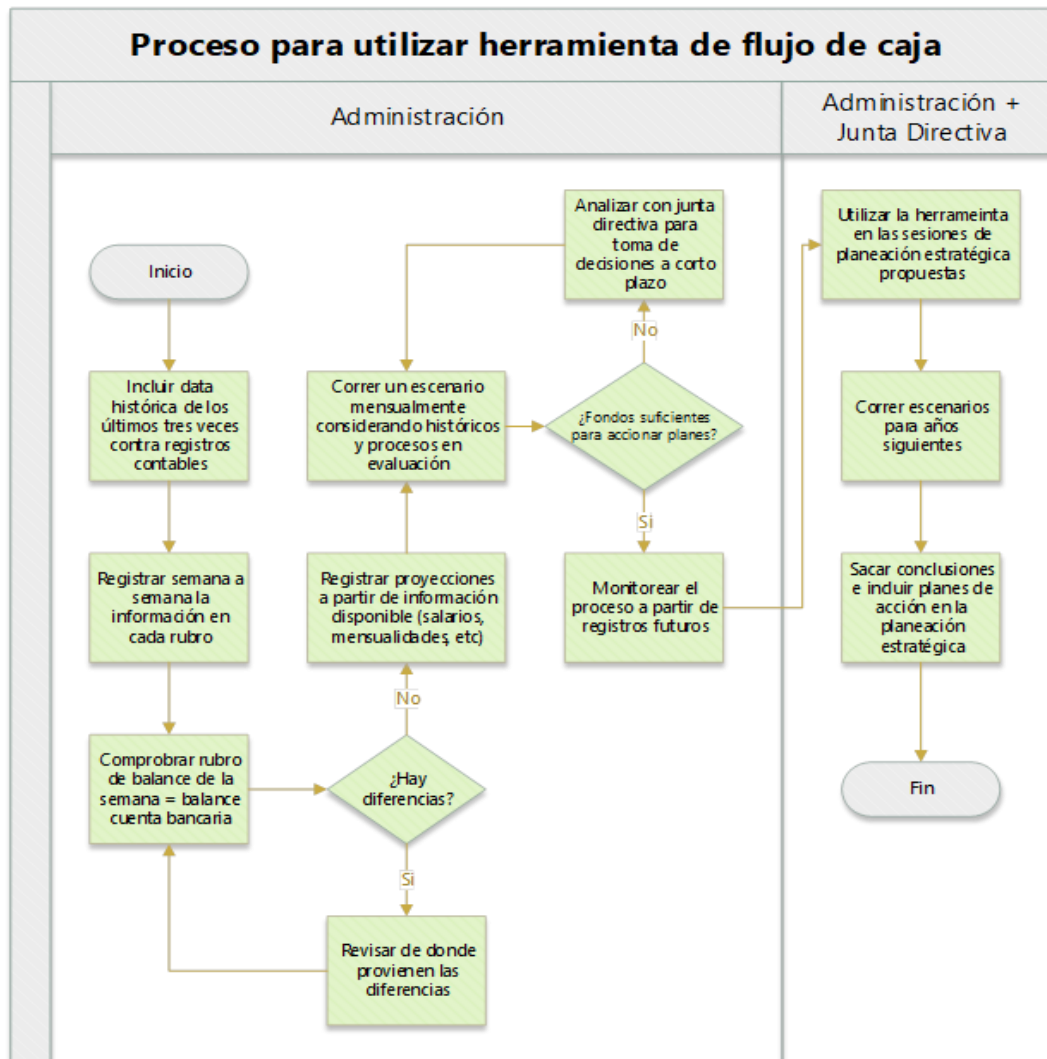 Proceso para utilizar herramienta de flujo de caja
Administración
Administración +
Junta Directiva
Inicio
Incluir data
histórica de los
últimos tres veces
contra registros
contables
Registrar semana a
semana la
información en
cada rubro
Comprobrar rubro
de balance de la
semana = balance
cuenta bancaria
¿Hay
diferencias?
Si
Revisar de donde
provienen las
diferencias
No
Registrar proyecciones
a partir de información
disponible (salarios,
mensualidades, etc)
Correr un escenario
mensualmente
considerando históricos
y procesos en
evaluación
¿Fondos suficientes
para accionar planes?
No
Analizar con junta
directiva para
toma de
decisiones a corto
plazo
Si
Monitorear el
proceso a partir de
registros futuros
Utilizar la herrameinta
en las sesiones de
planeación estratégica
propuestas
Correr escenarios
para años
siguientes
Sacar conclusiones
e incluir planes de
acción en la
planeación
estratégica
Fin